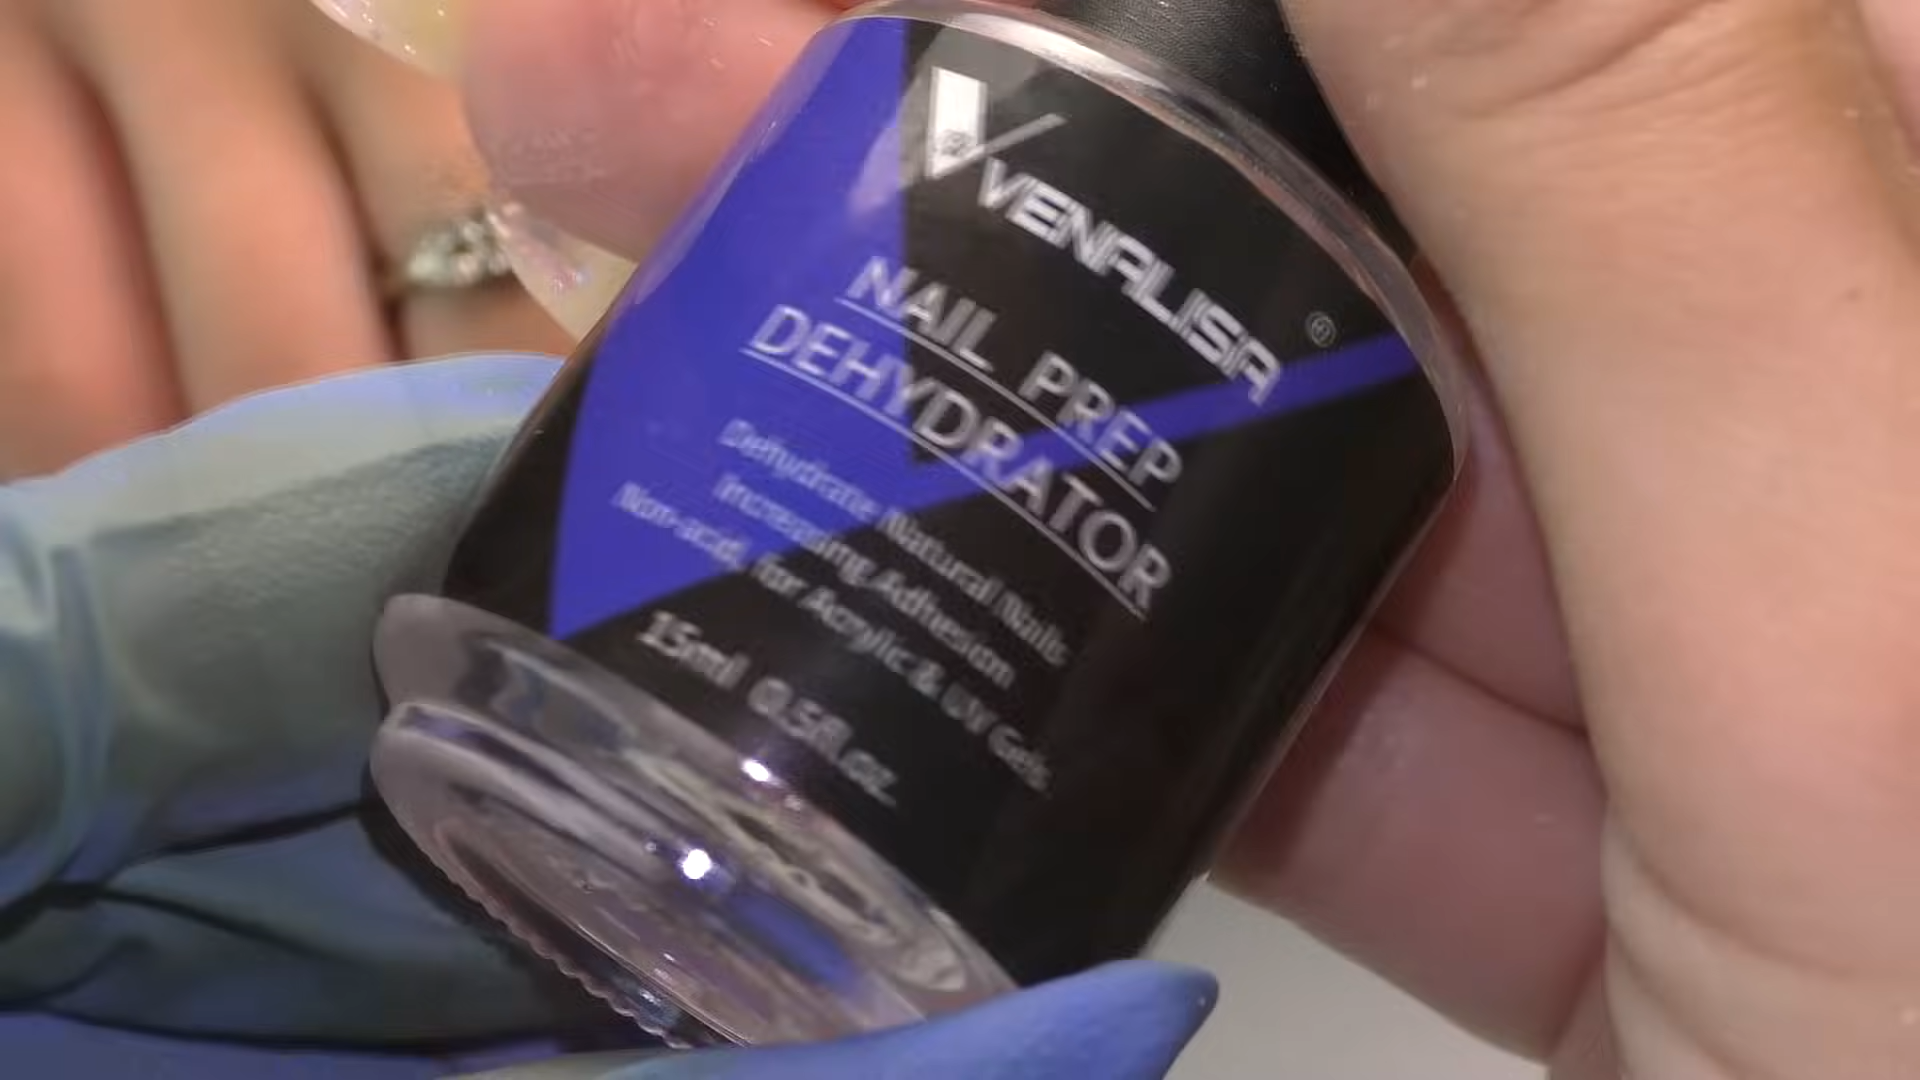 VENALISA ®
NAIL PREP
DEHYDRATOR
Dehydrate Natural Nails
Increasing Adhesion
Non-acid, for Acrylic & UV Gels
15ml 0.5fl.oz.